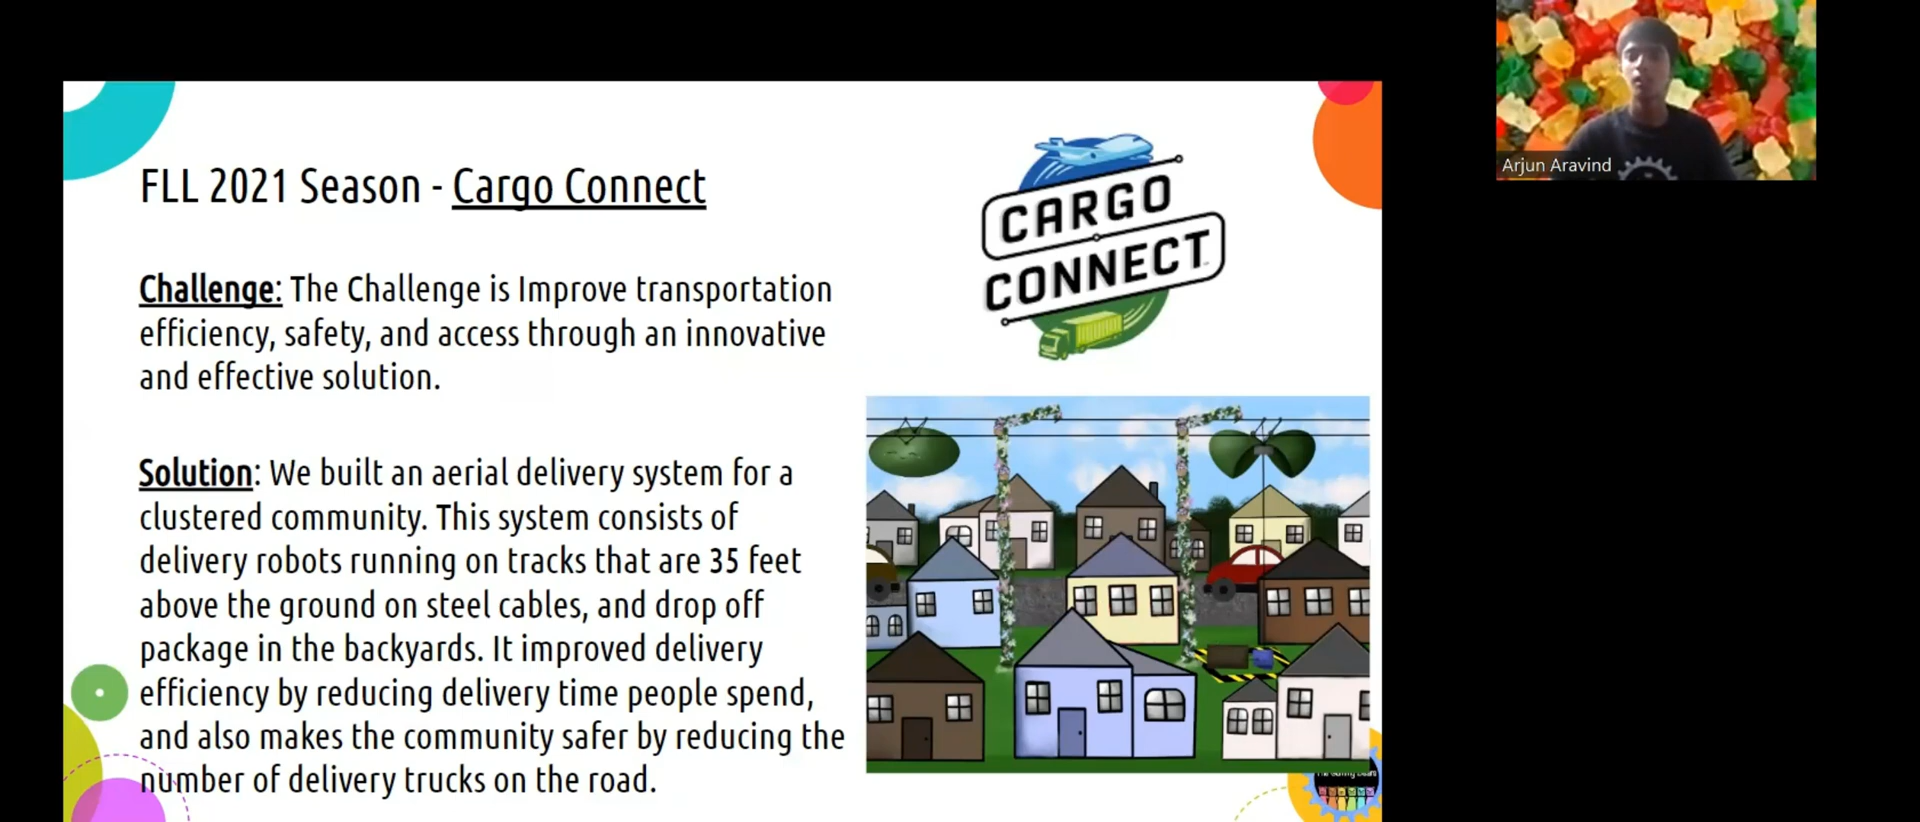 FLL 2021 Season - Cargo Connect
CARGO
CONNECT
Challenge: The Challenge is Improve transportation
efficiency, safety, and access through an innovative
and effective solution.
Solution: We built an aerial delivery system for a
clustered community. This system consists of
delivery robots running on tracks that are 35 feet
above the ground on steel cables, and drop off
package in the backyards. It improved delivery
efficiency by reducing delivery time people spend,
and also makes the community safer by reducing the
number of delivery trucks on the road.
Arjun Aravind